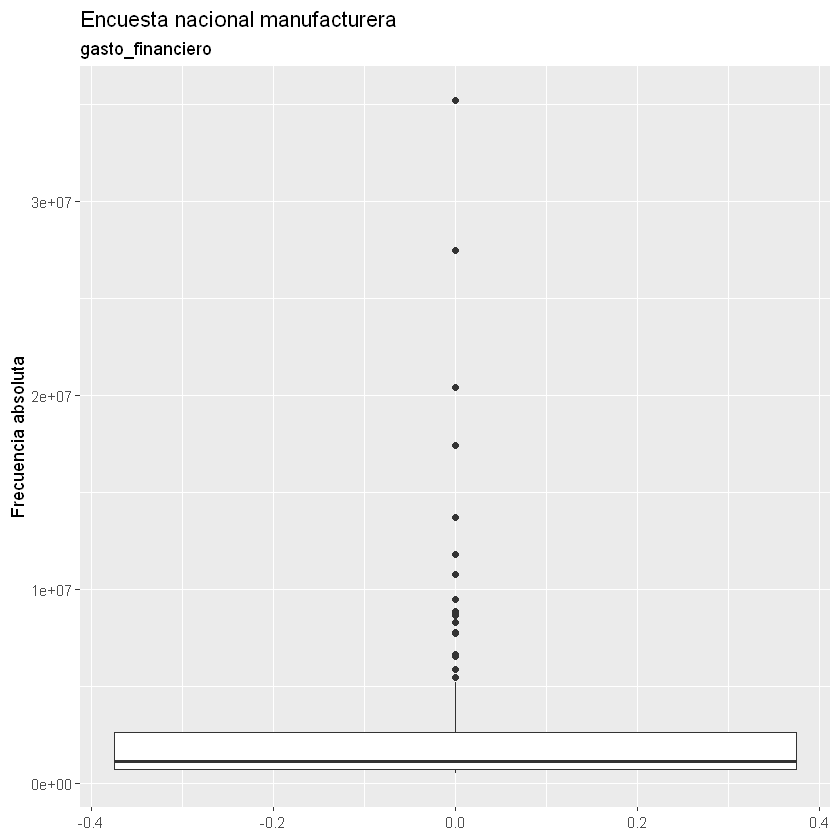 Encuesta nacional manufacturera
gasto_financiero
Frecuencia absoluta
3e+07
2e+07
1e+07
0e+00
-0.4
-0.2
0.0
0.2
0.4